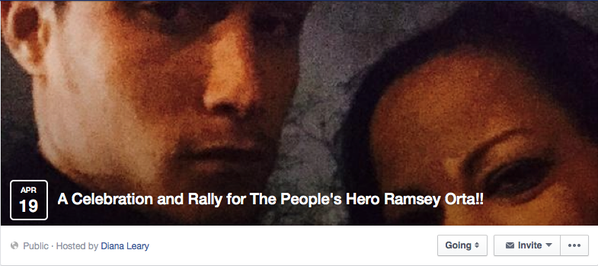 APR
19
A Celebration and Rally for The People's Hero Ramsey Orta!!
Public · Hosted by Diana Leary
Going
Invite